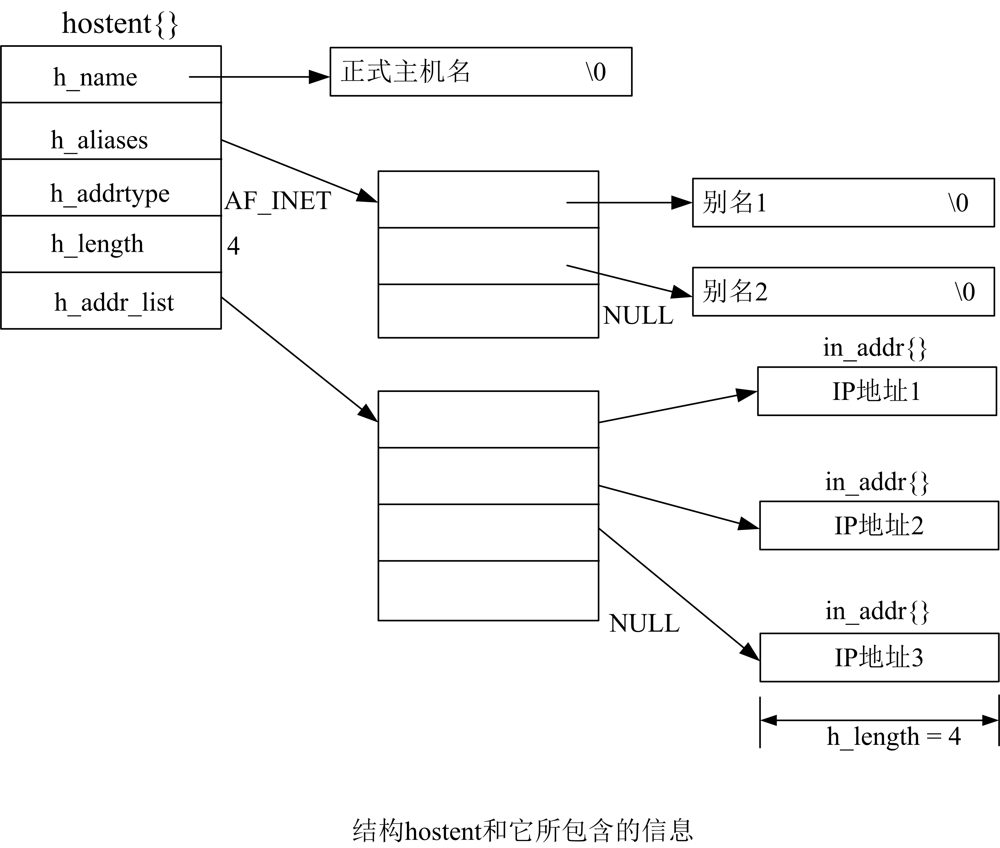 hostent{}
h_name
正式主机名 \0
h_aliases
h_addrtype
AF_INET
别名1 \0
h_length
4
别名2 \0
h_addr_list
NULL
in_addr{}
IP地址1
in_addr{}
IP地址2
in_addr{}
NULL
IP地址3
h_length = 4
结构hostent和它所包含的信息